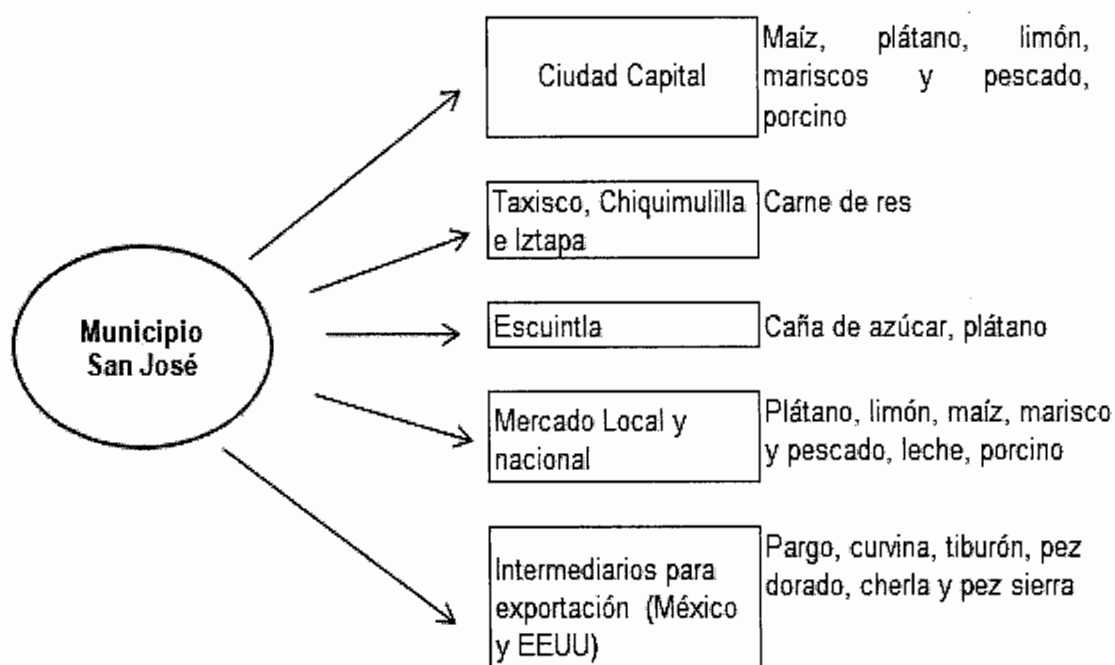 Municipio
San José
Ciudad Capital
Maíz, plátano, limón,
mariscos y pescado,
porcino
Taxisco, Chiquimulilla
e Iztapa
Carne de res
Escuintla
Caña de azúcar, plátano
Mercado Local y
nacional
Plátano, limón, maíz, marisco
y pescado, leche, porcino
Intermediarios para
exportación (México
y EEUU)
Pargo, curvina, tiburón, pez
dorado, cherla y pez sierra